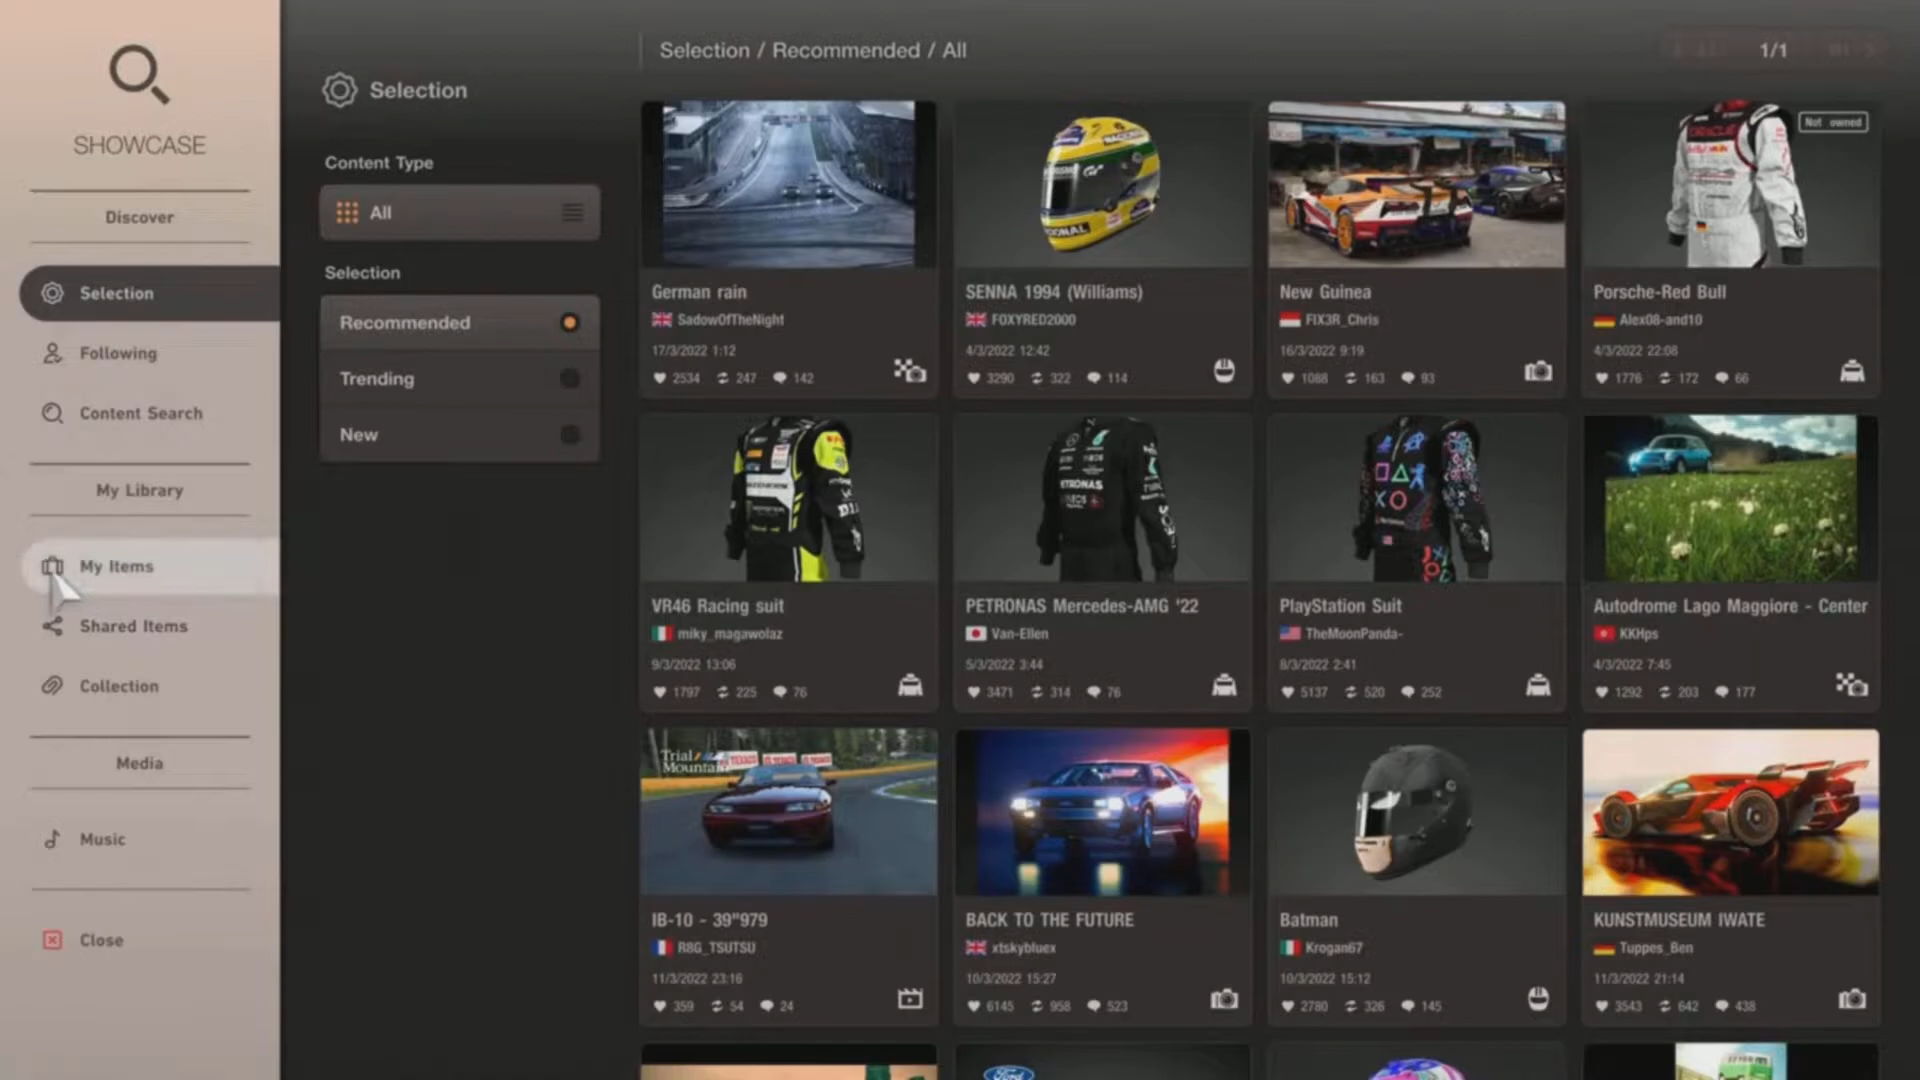 SHOWCASE
Discover
Selection
Following
Content Search
My Library
My Items
Shared Items
Collection
Media
Music
Close
Selection
Content Type
All
Selection
Recommended
Trending
New
Selection / Recommended / All
1/1
German rain
SadowOfTheNight
17/3/2022 1:12
2534 247 142
NACIONAL
SENNA 1994 (Williams)
FOXYRED2000
4/3/2022 12:42
3290 322 114
New Guinea
FIX3R_Chris
16/3/2022 9:19
1088 163 93
Not owned
ORACLE
Porsche-Red Bull
Alex08-and10
4/3/2022 22:08
1776 172 66
VR46 Racing suit
miky_magawolaz
9/3/2022 13:06
1797 225 76
PETRONAS
INEOS
PETRONAS Mercedes-AMG '22
Van-Ellen
5/3/2022 3:44
3471 314 76
PlayStation Suit
TheMoonPanda-
8/3/2022 2:41
5137 520 252
Autodrome Lago Maggiore - Center
KKHps
4/3/2022 7:45
1292 203 177
Trial
Mountain
IB-10 - 39"979
R8G_TSUTSU
11/3/2022 23:16
359 54 24
BACK TO THE FUTURE
xtskybluex
10/3/2022 15:27
6145 958 523
Batman
Krogan67
10/3/2022 15:12
2780 326 145
KUNSTMUSEUM IWATE
Tuppes_Ben
11/3/2022 21:14
3543 642 438
Ford